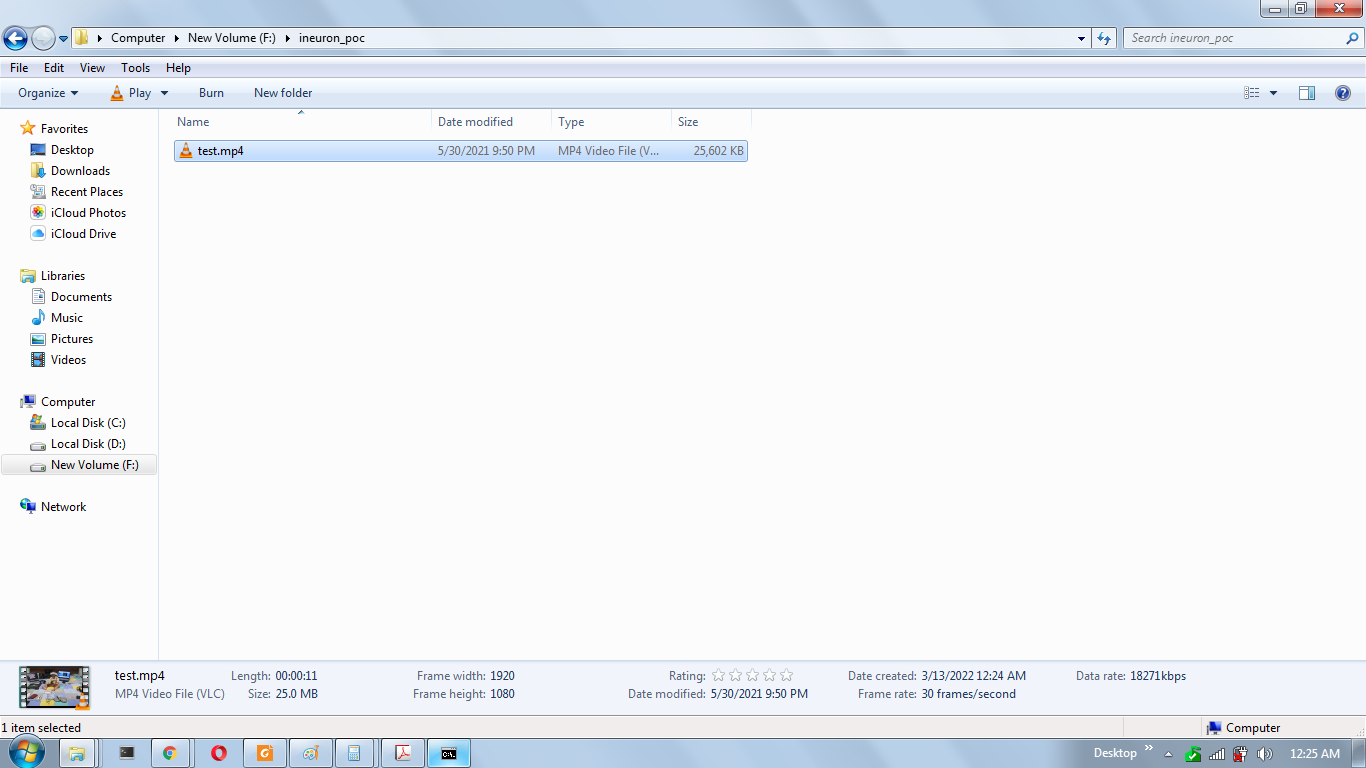 Computer New Volume (F:) ineuron_poc
Search ineuron_poc
File Edit View Tools Help
Organize Play Burn New folder
Favorites
Desktop
Downloads
Recent Places
iCloud Photos
iCloud Drive
Libraries
Documents
Music
Pictures
Videos
Computer
Local Disk (C:)
Local Disk (D:)
New Volume (F:)
Network
Name Date modified Type Size
test.mp4 5/30/2021 9:50 PM MP4 Video File (V... 25,602 KB
test.mp4 Length: 00:00:11 Frame width: 1920 Rating: Date created: 3/13/2022 12:24 AM Data rate: 18271kbps
MP4 Video File (VLC) Size: 25.0 MB Frame height: 1080 Date modified: 5/30/2021 9:50 PM Frame rate: 30 frames/second
1 item selected Computer
Desktop 12:25 AM